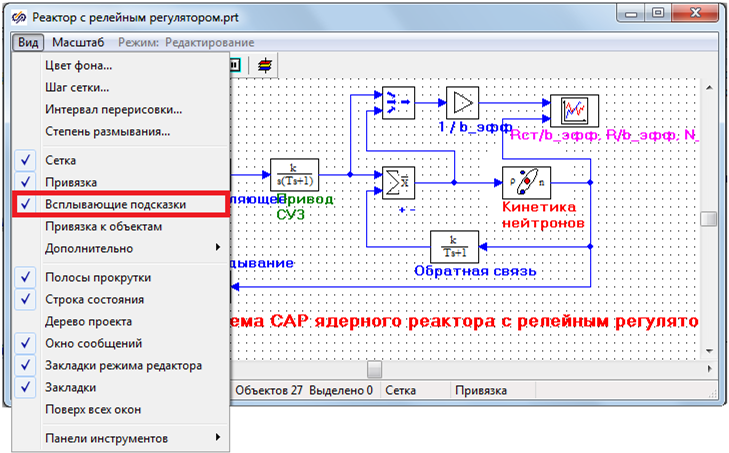 Реактор с релейным регулятором.prt
Вид Масштаб Режим: Редактирование
Цвет фона...
Шаг сетки...
Интервал перерисовки...
Степень размывания...
Сетка
Привязка
Всплывающие подсказки
Привязка к объектам
Дополнительно
Полосы прокрутки
Строка состояния
Дерево проекта
Окно сообщений
Закладки режима редактора
Закладки
Поверх всех окон
Панели инструментов
1 / b_эфф
Rст/b_эфф, R/b_эфф, N_
k
s(Ts+1)
ляющее
Привод
СУЗ
+ -
ρ n
Кинетика
нейтронов
k
Ts+1
Обратная связь
дывание
ема САР ядерного реактора с релейным регулято
Объектов 27 Выделено 0 Сетка Привязка